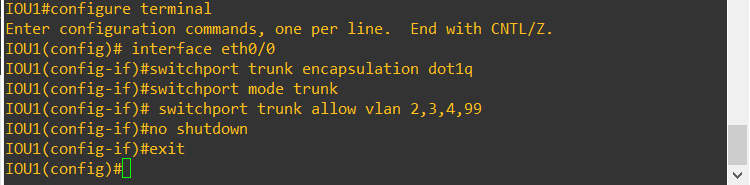 IOU1#configure terminal
Enter configuration commands, one per line.  End with CNTL/Z.
IOU1(config)# interface eth0/0
IOU1(config-if)#switchport trunk encapsulation dot1q
IOU1(config-if)#switchport mode trunk
IOU1(config-if)# switchport trunk allow vlan 2,3,4,99
IOU1(config-if)#no shutdown
IOU1(config-if)#exit
IOU1(config)#